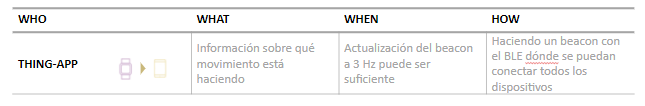 WHO WHAT WHEN HOW
THING-APP
Información sobre qué
movimiento está
haciendo
Actualización del beacon
a 3 Hz puede ser
suficiente
Haciendo un beacon con
el BLE dónde se puedan
conectar todos los
dispositivos